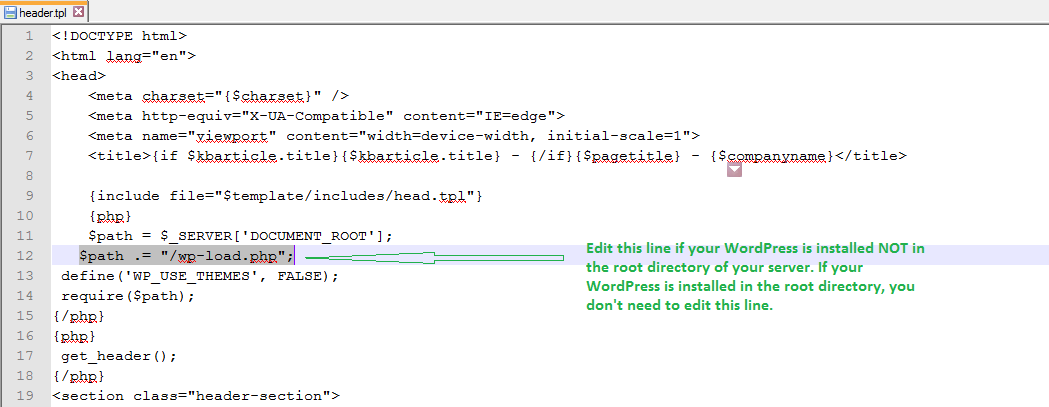 header.tpl
1 <!DOCTYPE html>
2 <html lang="en">
3 <head>
4 <meta charset="{$charset}" />
5 <meta http-equiv="X-UA-Compatible" content="IE=edge">
6 <meta name="viewport" content="width=device-width, initial-scale=1">
7 <title>{if $kbarticle.title}{$kbarticle.title} - {/if}{$pagetitle} - {$companyname}</title>
8
9 {include file="$template/includes/head.tpl"}
10 {php}
11 $path = $_SERVER['DOCUMENT_ROOT'];
12 $path .= "/wp-load.php";
13 define('WP_USE_THEMES', FALSE);
14 require($path);
15 {/php}
16 {php}
17 get_header();
18 {/php}
19 <section class="header-section">
Edit this line if your WordPress is installed NOT in
the root directory of your server. If your
WordPress is installed in the root directory, you
don't need to edit this line.